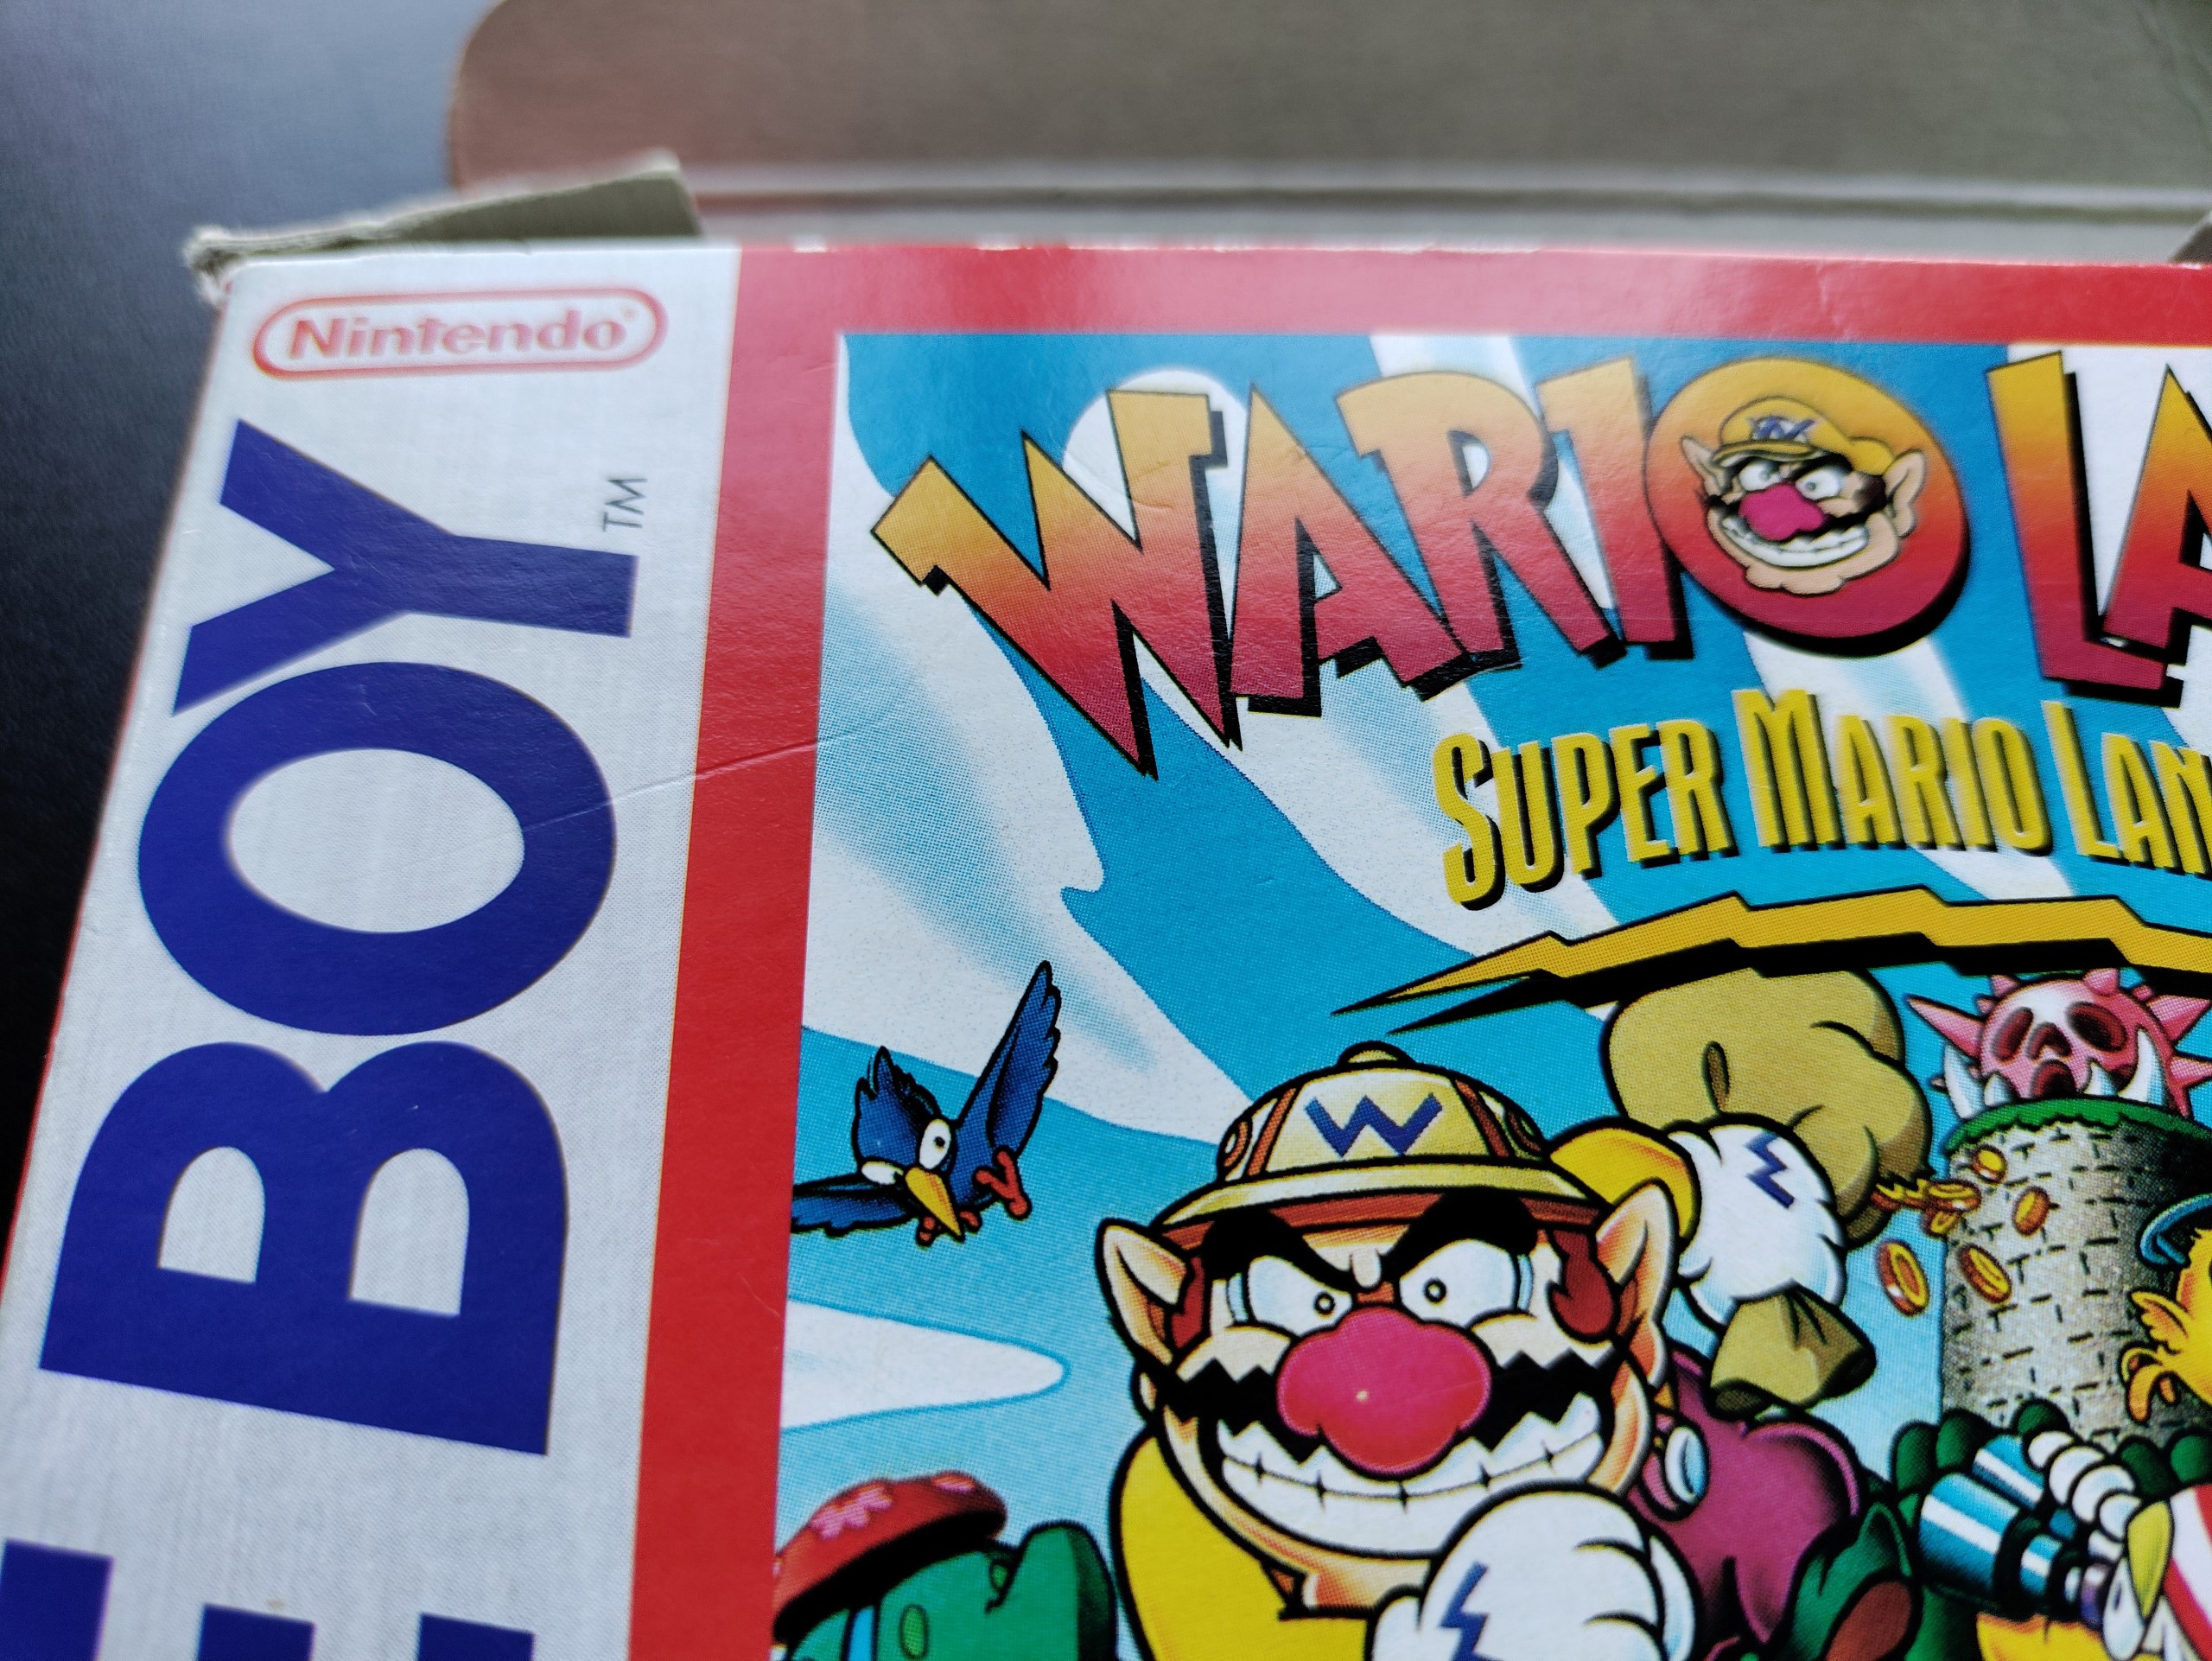 Nintendo®
E BOY™
WARIO LA
SUPER MARIO LAN
W